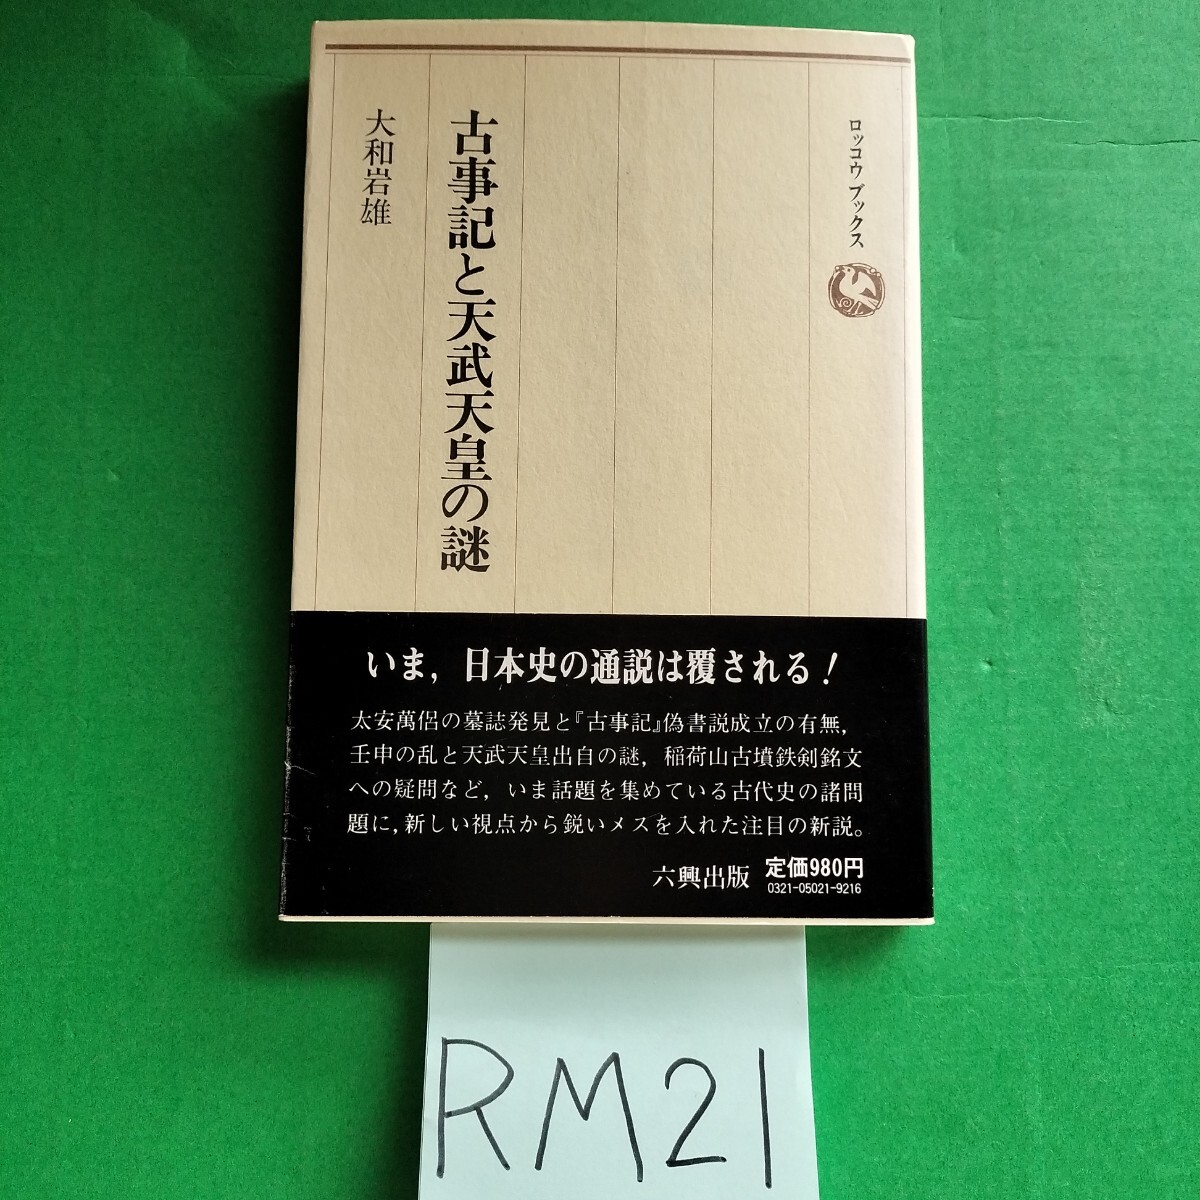 ロッコウ ブックス
古事記と天武天皇の謎
大和岩雄
いま，日本史の通説は覆される！
太安萬侶の墓誌発見と『古事記』偽書説成立の有無，
壬申の乱と天武天皇出自の謎，稲荷山古墳鉄剣銘文
への疑問など，いま話題を集めている古代史の諸問
題に，新しい視点から鋭いメスを入れた注目の新説。
六興出版 定価980円
0321-05021-9216
RM21